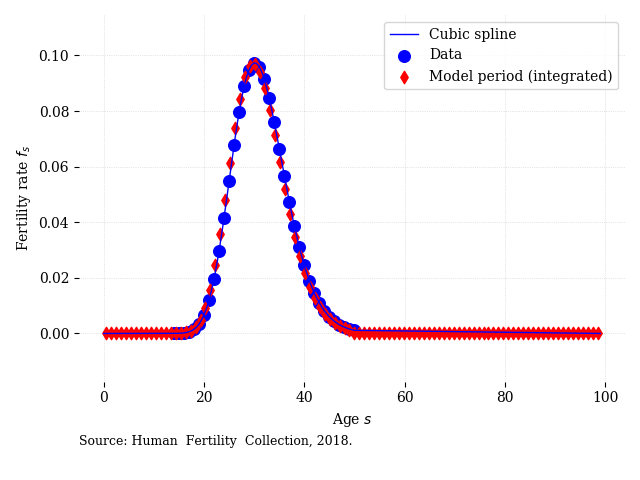 Cubic spline
Data
Model period (integrated)
0.10
0.08
0.06
0.04
0.02
0.00
Fertility rate fₛ
0 20 40 60 80 100
Age s
Source: Human Fertility Collection, 2018.